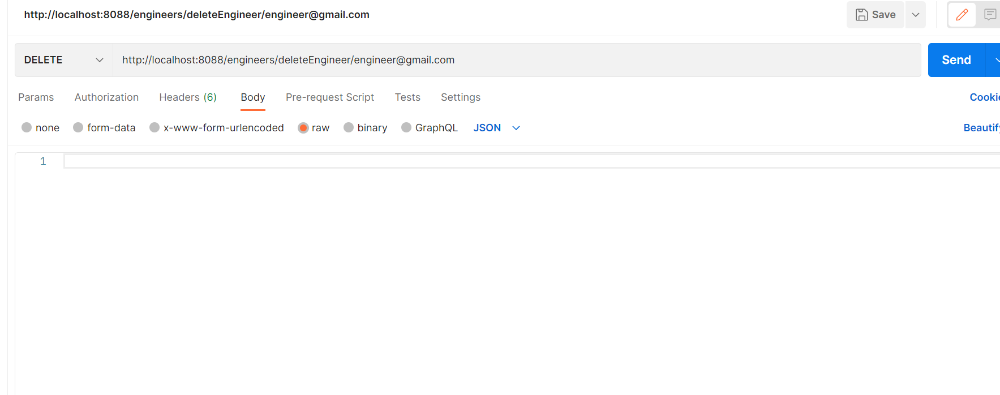 http://localhost:8088/engineers/deleteEngineer/engineer@gmail.com Save
DELETE http://localhost:8088/engineers/deleteEngineer/engineer@gmail.com Send
Params Authorization Headers (6) Body Pre-request Script Tests Settings Cookie
none form-data x-www-form-urlencoded raw binary GraphQL JSON Beautify
1